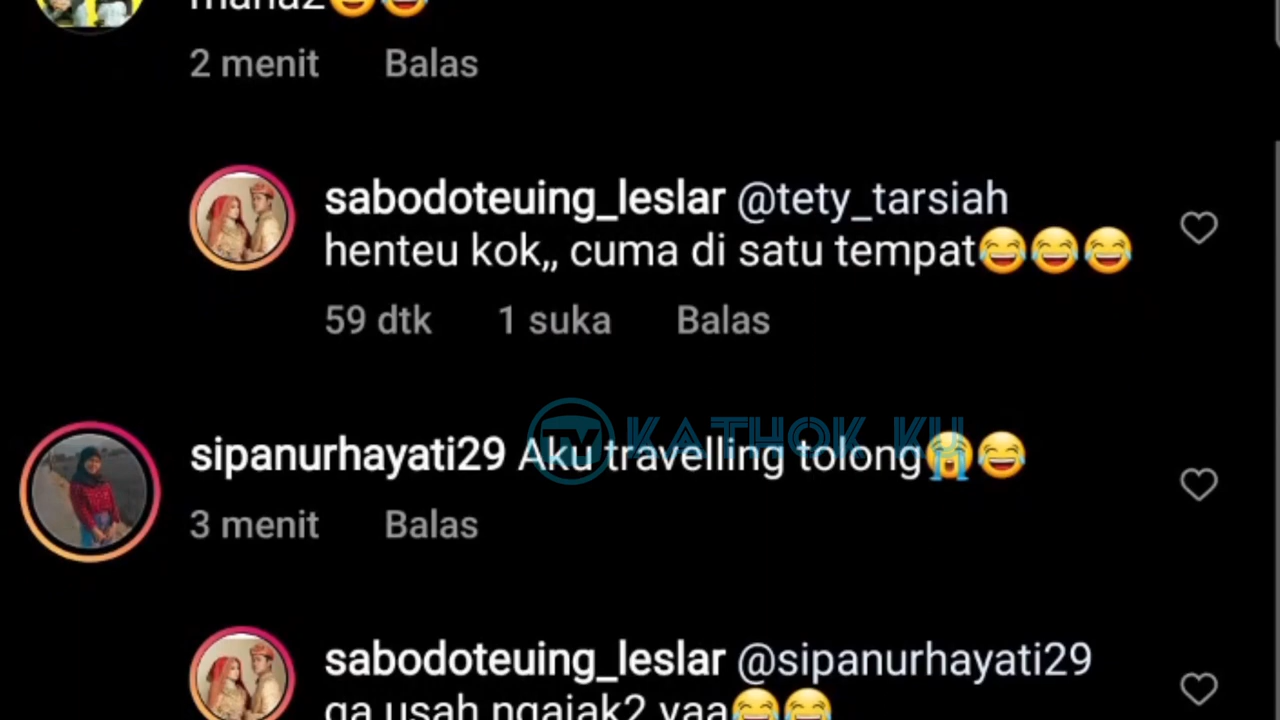 mana2😂😂
2 menit Balas
sabodoteuing_leslar @tety_tarsiah
henteu kok,, cuma di satu tempat😂😂😂
59 dtk 1 suka Balas
KATHOK KU
sipanurhayati29 Aku travelling tolong😭😂
3 menit Balas
sabodoteuing_leslar @sipanurhayati29
ga usah ngajak2 yaa😂😂